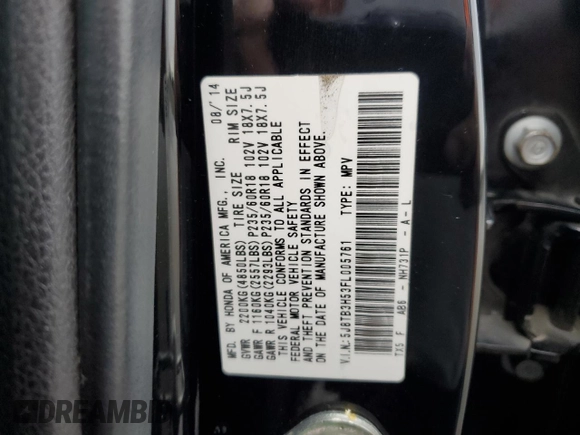 MFD. BY HONDA OF AMERICA MFG., INC. 08/'14
GVWR 2200KG(4850LBS) TIRE SIZE RIM SIZE
GAWR F 1160KG(2557LBS) P235/60R18 102V 18X7.5J
GAWR R 1040KG(2293LBS) P235/60R18 102V 18X7.5J
THIS VEHICLE CONFORMS TO ALL APPLICABLE
FEDERAL MOTOR VEHICLE SAFETY
AND THEFT PREVENTION STANDARDS IN EFFECT
ON THE DATE OF MANUFACTURE SHOWN ABOVE.
V.I.N.:5J8TB3H53FL005761 TYPE: MPV
TX5 F AB6 - NH731P - A - L
DREAMBID